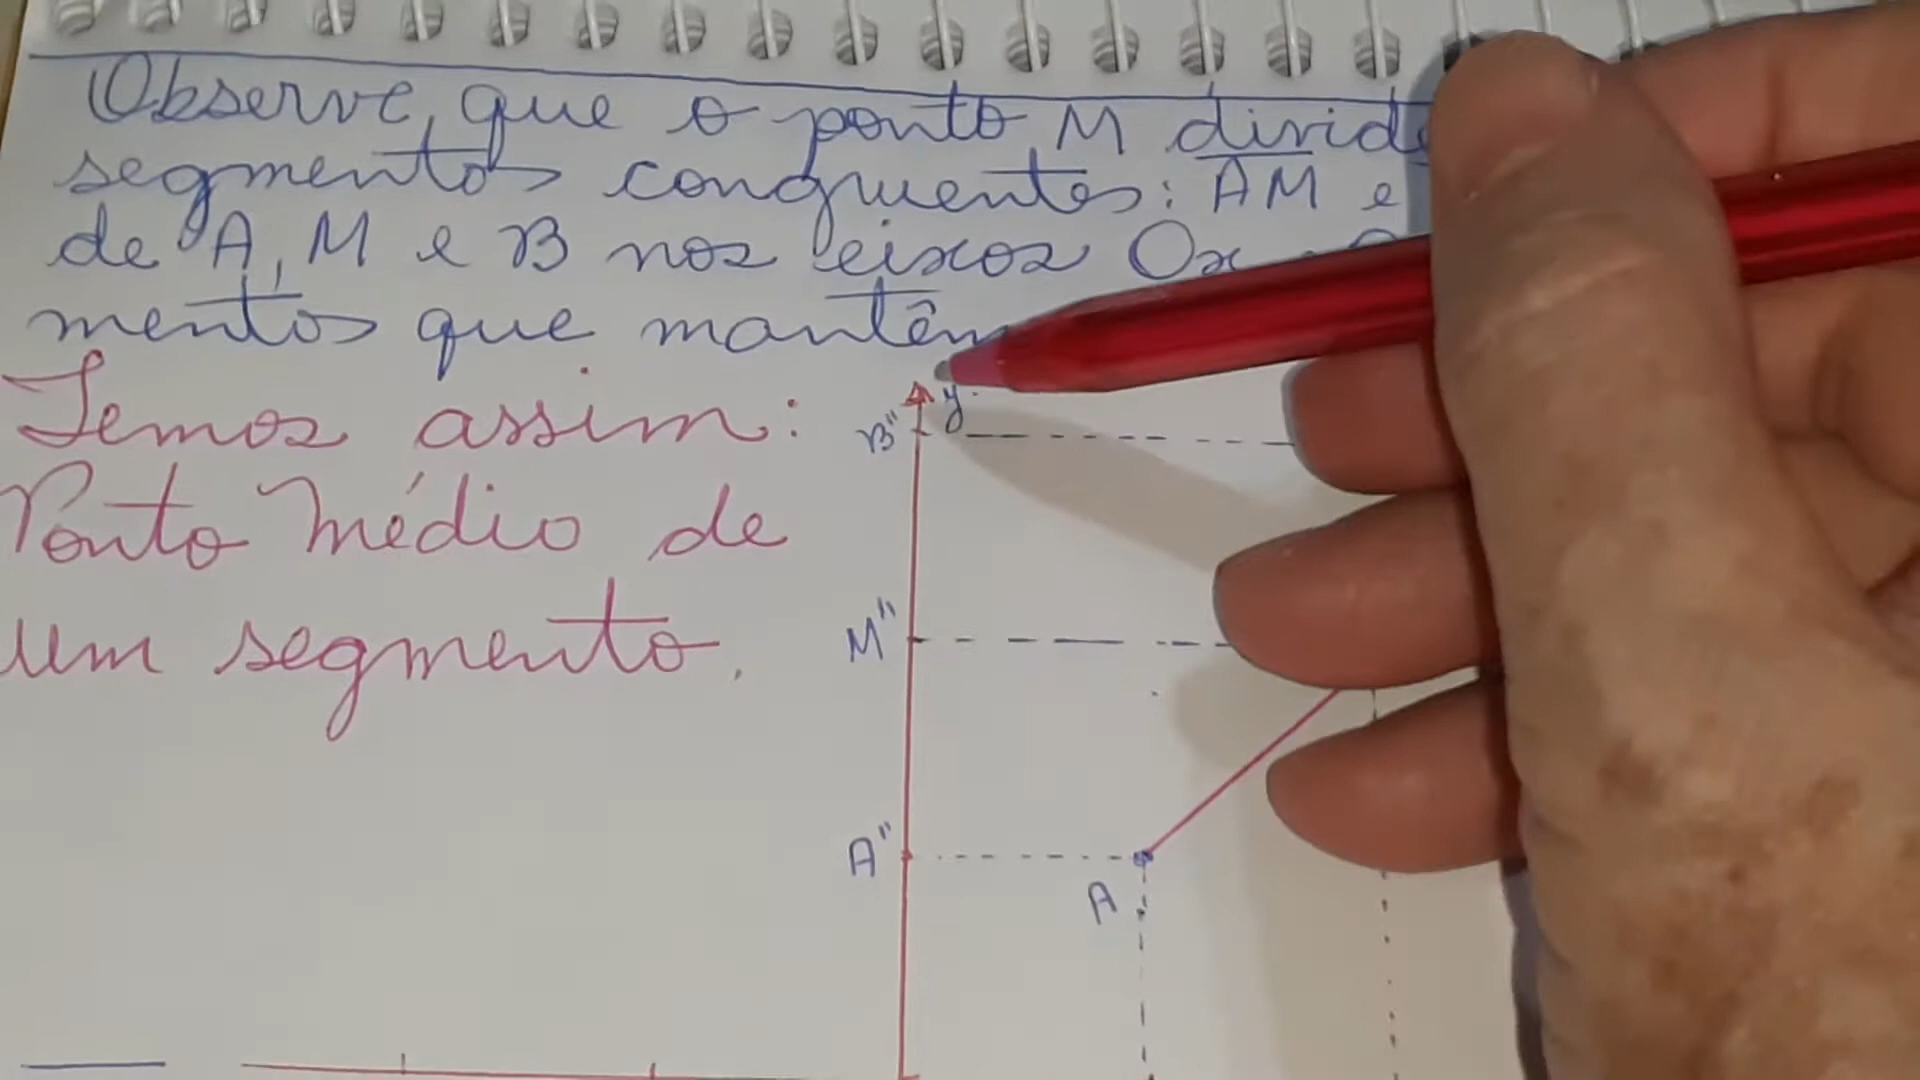 Observe, que o ponto M divide
segmentos congruentes: AM e
de A, M e B nos eixos Ox
mentos que mantêm
Temos assim:
Ponto Médio de
um segmento.
y
B"
M"
A"
A